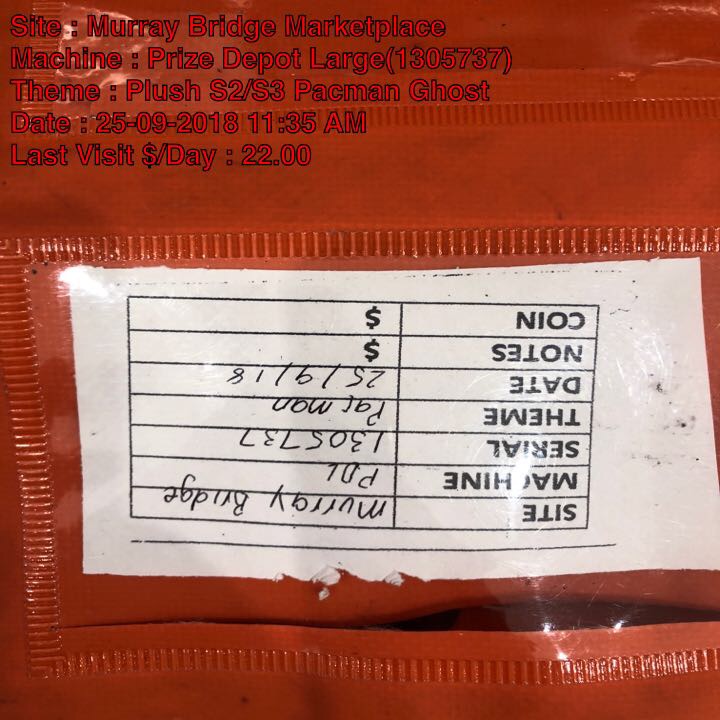 Site : Murray Bridge Marketplace
Machine : Prize Depot Large(1305737)
Theme : Plush S2/S3 Pacman Ghost
Date : 25-09-2018 11:35 AM
Last Visit $/Day : 22.00
SITE Murray Bridge
MACHINE PDL
SERIAL 1305737
THEME Pacman
DATE 25/9/18
NOTES $
COIN $